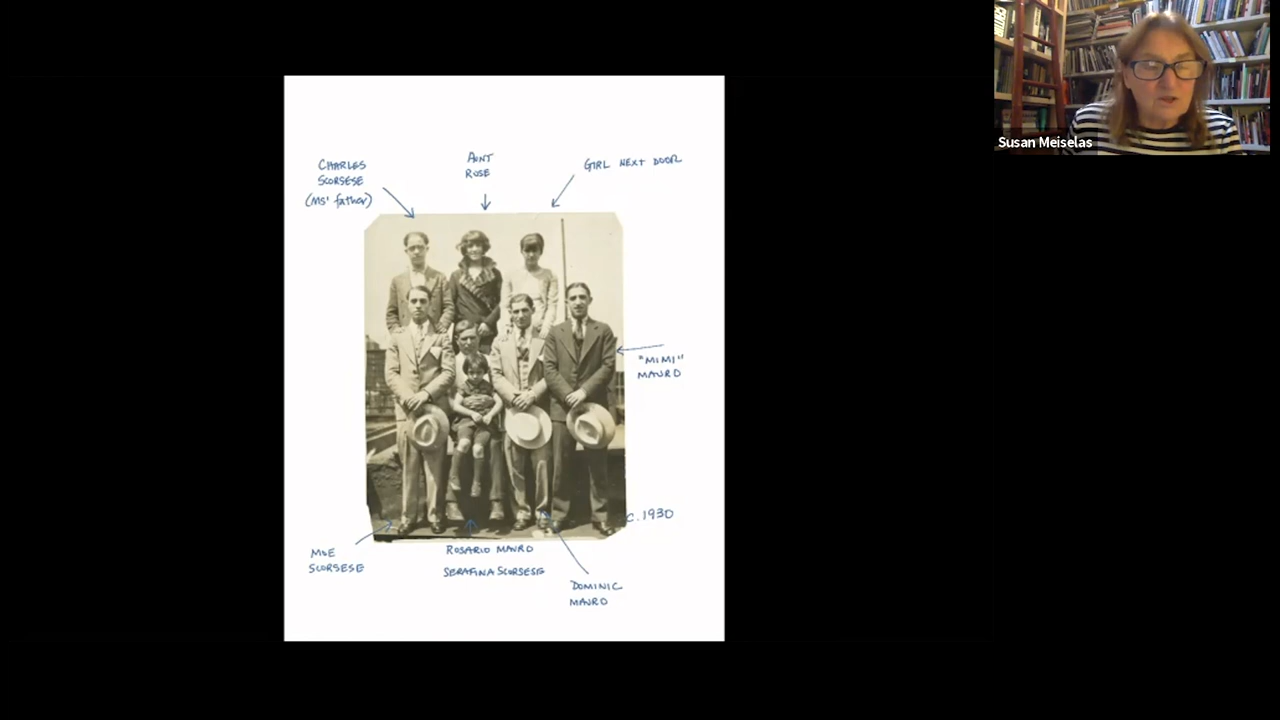 CHARLES
SCORSESE
(MS' father)
AUNT
ROSE
GIRL NEXT DOOR
"MIMI"
MAURO
c. 1930
MOE
SCORSESE
ROSARIO MAURO
SERAFINA SCORSESE
DOMINIC
MAURO
Susan Meiselas